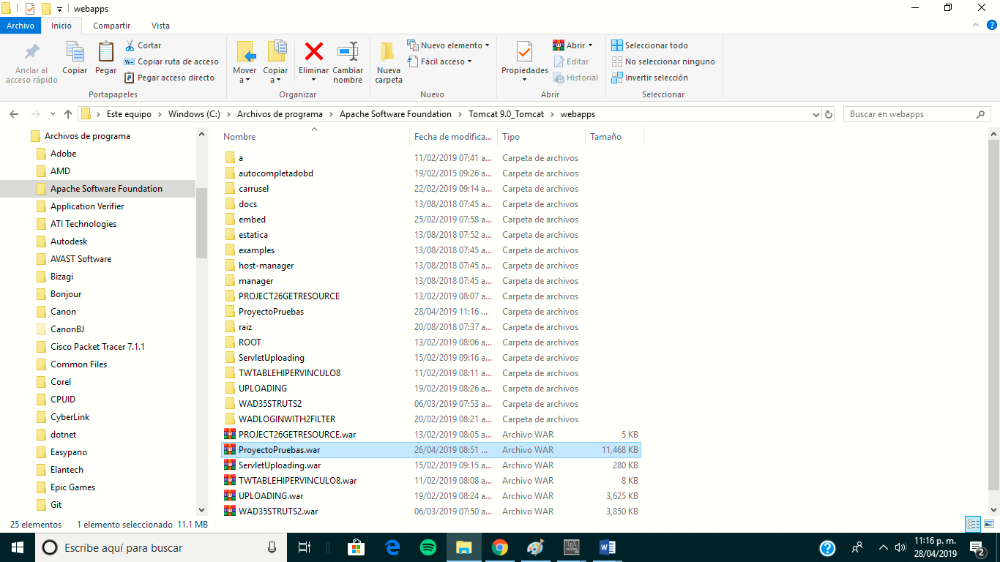 webapps
Archivo Inicio Compartir Vista
Anclar al acceso rápido
Copiar
Pegar
Cortar
Copiar ruta de acceso
Pegar acceso directo
Portapapeles
Mover a
Copiar a
Eliminar
Cambiar nombre
Organizar
Nueva carpeta
Nuevo elemento
Fácil acceso
Nuevo
Propiedades
Abrir
Editar
Historial
Abrir
Seleccionar todo
No seleccionar ninguno
Invertir selección
Seleccionar
Este equipo Windows (C:) Archivos de programa Apache Software Foundation Tomcat 9.0_Tomcat webapps
Buscar en webapps
Archivos de programa
Adobe
AMD
Apache Software Foundation
Application Verifier
ATI Technologies
Autodesk
AVAST Software
Bizagi
Bonjour
Canon
CanonBJ
Cisco Packet Tracer 7.1.1
Common Files
Corel
CPUID
CyberLink
dotnet
Easypano
Elantech
Epic Games
Git
Nombre Fecha de modifica... Tipo Tamaño
a 11/02/2019 07:41 a... Carpeta de archivos
autocompletadobd 19/02/2015 09:26 a... Carpeta de archivos
carrusel 22/02/2019 09:14 a... Carpeta de archivos
docs 13/08/2018 07:45 a... Carpeta de archivos
embed 25/02/2019 07:58 a... Carpeta de archivos
estatica 13/08/2018 07:52 a... Carpeta de archivos
examples 13/08/2018 07:45 a... Carpeta de archivos
host-manager 13/08/2018 07:45 a... Carpeta de archivos
manager 13/08/2018 07:45 a... Carpeta de archivos
PROJECT26GETRESOURCE 13/02/2019 08:07 a... Carpeta de archivos
ProyectoPruebas 28/04/2019 11:16 ... Carpeta de archivos
raiz 20/08/2018 07:37 a... Carpeta de archivos
ROOT 13/02/2019 08:06 a... Carpeta de archivos
ServletUploading 15/02/2019 09:16 a... Carpeta de archivos
TWTABLEHIPERVINCULO8 11/02/2019 08:11 a... Carpeta de archivos
UPLOADING 19/02/2019 08:26 a... Carpeta de archivos
WAD35STRUTS2 06/03/2019 07:53 a... Carpeta de archivos
WADLOGINWITH2FILTER 20/02/2019 08:21 a... Carpeta de archivos
PROJECT26GETRESOURCE.war 13/02/2019 08:05 a... Archivo WAR 5 KB
ProyectoPruebas.war 26/04/2019 08:51 ... Archivo WAR 11,468 KB
ServletUploading.war 15/02/2019 09:15 a... Archivo WAR 280 KB
TWTABLEHIPERVINCULO8.war 11/02/2019 08:08 a... Archivo WAR 8 KB
UPLOADING.war 19/02/2019 08:24 a... Archivo WAR 3,625 KB
WAD35STRUTS2.war 06/03/2019 07:50 a... Archivo WAR 3,850 KB
25 elementos 1 elemento seleccionado 11.1 MB
Escribe aquí para buscar
11:16 p. m.
28/04/2019
2